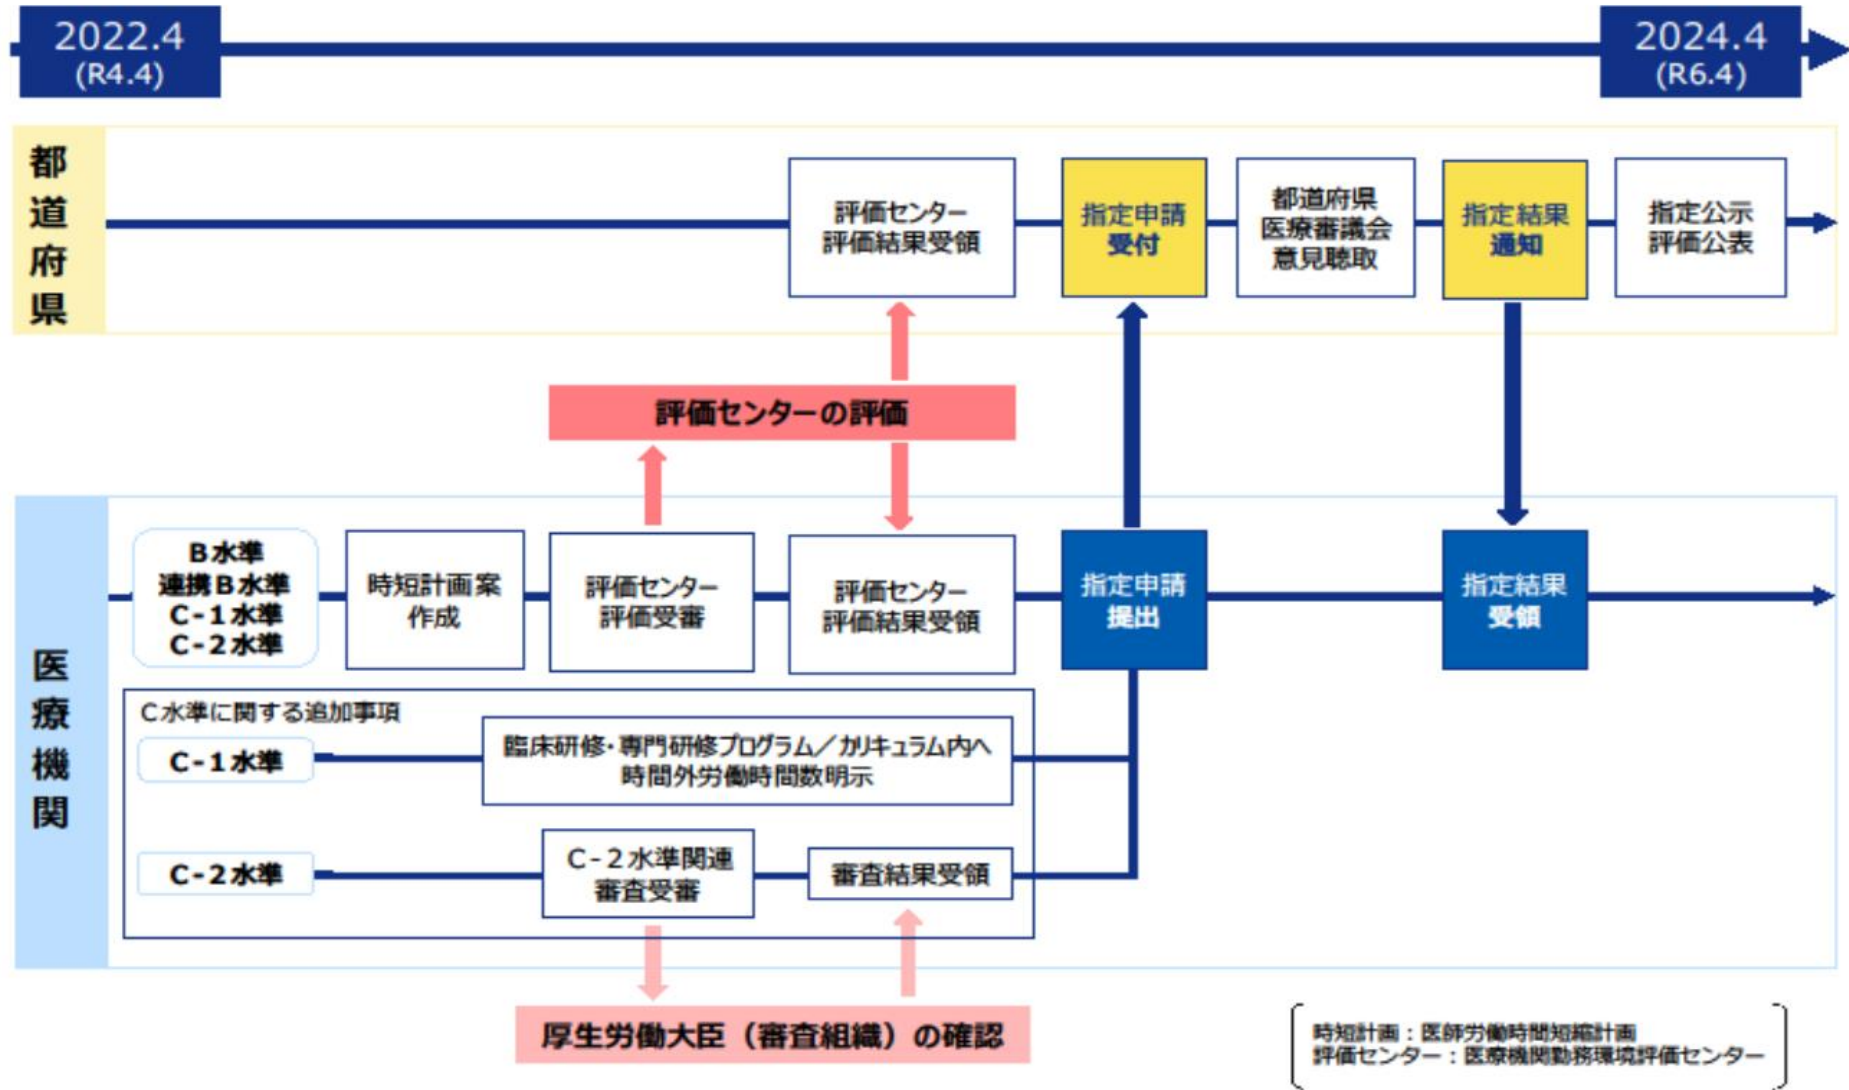 2022.4
(R4.4)
2024.4
(R6.4)
都道府県
評価センター
評価結果受領
指定申請
受付
都道府県
医療審議会
意見聴取
指定結果
通知
指定公示
評価公表
評価センターの評価
医療機関
B水準
連携B水準
C-1水準
C-2水準
時短計画案
作成
評価センター
評価受審
評価センター
評価結果受領
指定申請
提出
指定結果
受領
C水準に関する追加事項
C-1水準
臨床研修・専門研修プログラム/カリキュラム内へ
時間外労働時間数明示
C-2水準
C-2水準関連
審査受審
審査結果受領
厚生労働大臣（審査組織）の確認
時短計画：医師労働時間短縮計画
評価センター：医療機関勤務環境評価センター